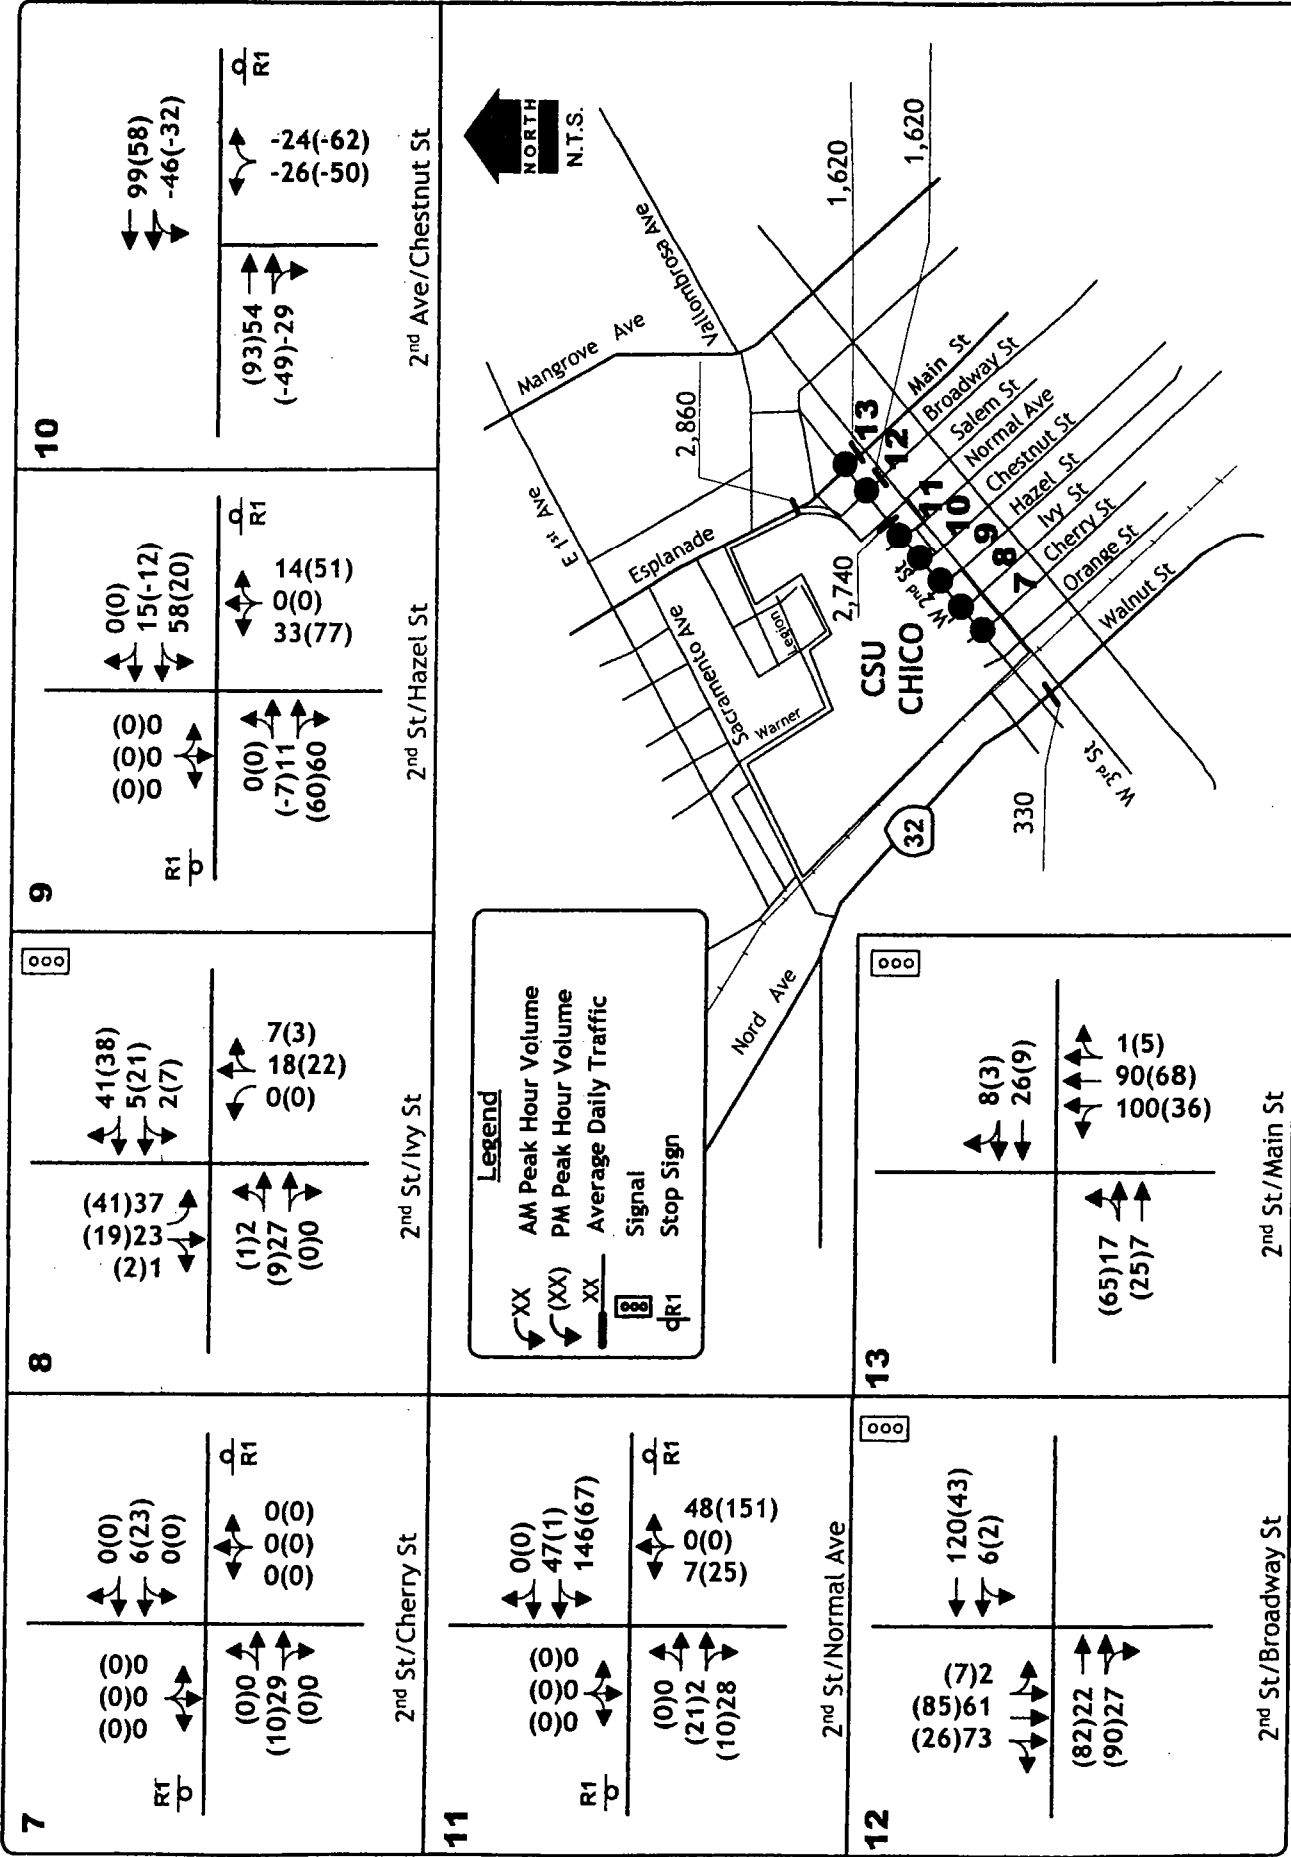 7
(0)0
(0)0
(0)0
0(0)
6(23)
0(0)
R1
R1
(0)0
(10)29
(0)0
0(0)
0(0)
0(0)
2nd St/Cherry St
8
(41)37
(19)23
(2)1
41(38)
5(21)
2(7)
(1)2
(9)27
(0)0
7(3)
18(22)
0(0)
2nd St/Ivy St
9
(0)0
(0)0
(0)0
0(0)
15(-12)
58(20)
R1
R1
0(0)
(-7)11
(60)60
14(51)
0(0)
33(77)
2nd St/Hazel St
10
99(58)
-46(-32)
R1
(93)54
(-49)-29
-24(-62)
-26(-50)
2nd Ave/Chestnut St
11
(0)0
(0)0
(0)0
0(0)
47(1)
146(67)
R1
R1
(0)0
(21)2
(10)28
48(151)
0(0)
7(25)
2nd St/Normal Ave
Legend
XX AM Peak Hour Volume
(XX) PM Peak Hour Volume
XX Average Daily Traffic
Signal
R1 Stop Sign
NORTH
N.T.S.
E 1st Ave
Mangrove Ave
Vallombrosa Ave
Esplanade
Sacramento Ave
Legion
Warner
Nord Ave
32
CSU
CHICO
W 2nd St
W 3rd St
2,860
2,740
1,620
1,620
330
13
12
11
10
9
8
7
Main St
Broadway St
Salem St
Normal Ave
Chestnut St
Hazel St
Ivy St
Cherry St
Orange St
Walnut St
12
(7)2
(85)61
(26)73
120(43)
6(2)
(82)22
(90)27
2nd St/Broadway St
13
8(3)
26(9)
(65)17
(25)7
1(5)
90(68)
100(36)
2nd St/Main St